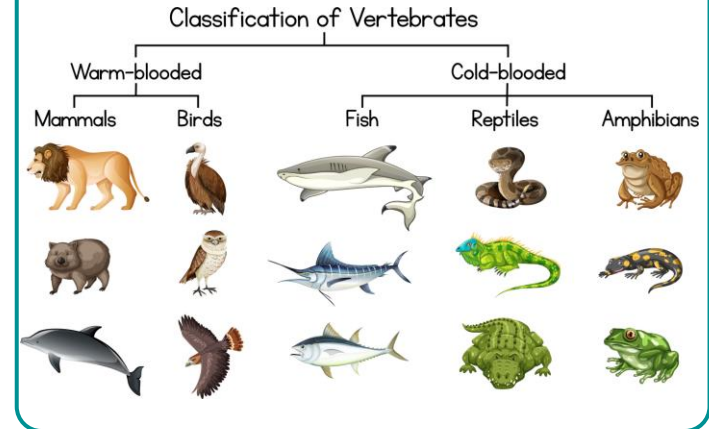 Classification of Vertebrates
Warm-blooded
Cold-blooded
Mammals
Birds
Fish
Reptiles
Amphibians